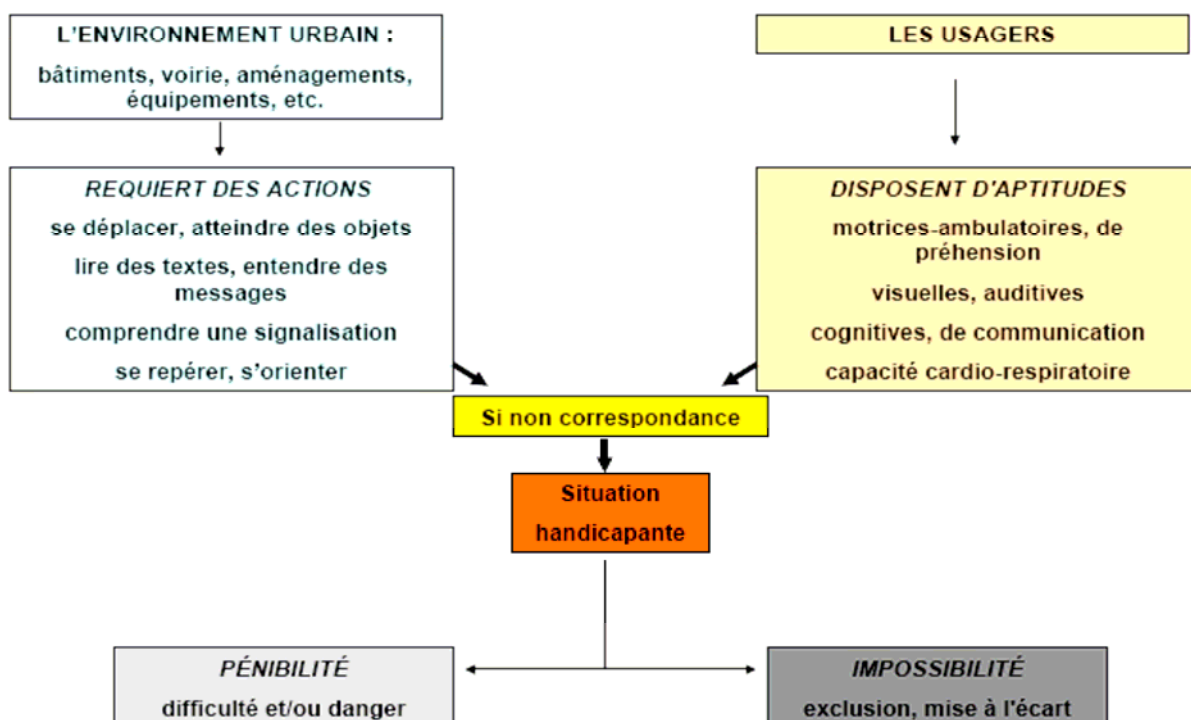 L'ENVIRONNEMENT URBAIN :
bâtiments, voirie, aménagements,
équipements, etc.
LES USAGERS
REQUIERT DES ACTIONS
se déplacer, atteindre des objets
lire des textes, entendre des
messages
comprendre une signalisation
se repérer, s'orienter
DISPOSENT D'APTITUDES
motrices-ambulatoires, de
préhension
visuelles, auditives
cognitives, de communication
capacité cardio-respiratoire
Si non correspondance
Situation
handicapante
PÉNIBILITÉ
difficulté et/ou danger
IMPOSSIBILITÉ
exclusion, mise à l'écart